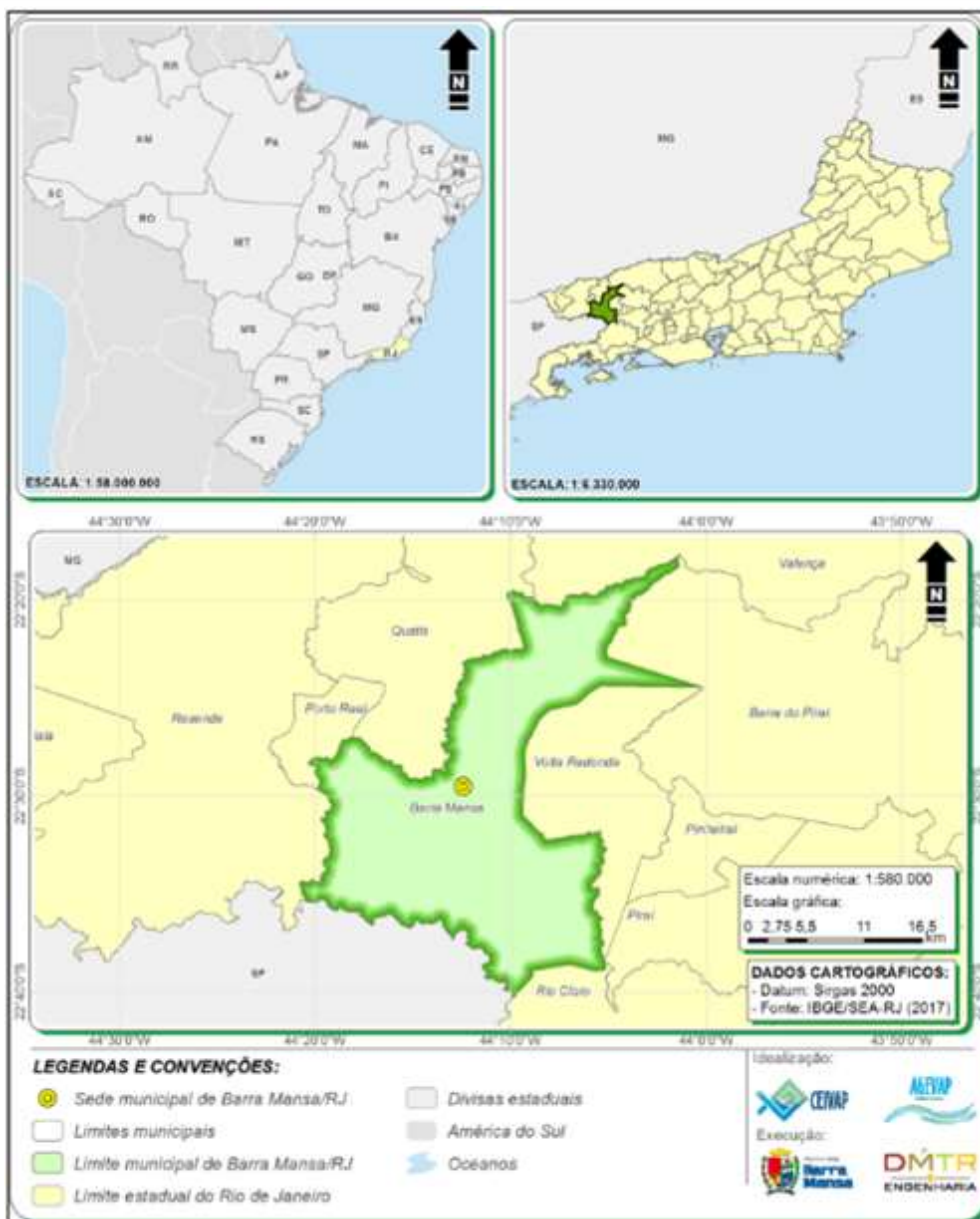 N
RR
AP
AM
PA
MA
CE
RN
PB
PE
PI
AC
RO
TO
BA
MT
GO
DF
MG
MS
ES
SP
RJ
PR
SC
RS
ESCALA: 1:58.000.000
N
ES
MG
SP
ESCALA: 1:6.330.000
44°30'0"W 44°20'0"W 44°10'0"W 44°0'0"W 43°50'0"W
MG
Valença
N
22°20'0"S
Quatis
Porto Real
Resende
Barra do Piraí
Volta Redonda
22°30'0"S
Barra Mansa
Pinheiral
Escala numérica: 1:580.000
Escala gráfica:
0 2,75 5,5 11 16,5
km
Piraí
SP
DADOS CARTOGRÁFICOS:
- Datum: Sirgas 2000
- Fonte: IBGE/SEA-RJ (2017)
Rio Claro
22°40'0"S
44°30'0"W 44°20'0"W 44°10'0"W 44°0'0"W 43°50'0"W
LEGENDAS E CONVENÇÕES:
Sede municipal de Barra Mansa/RJ
Limites municipais
Limite municipal de Barra Mansa/RJ
Limite estadual do Rio de Janeiro
Divisas estaduais
América do Sul
Oceanos
Idealização:
CEIVAP
AGEVAP
Execução:
Barra
Mansa
DMTR
ENGENHARIA